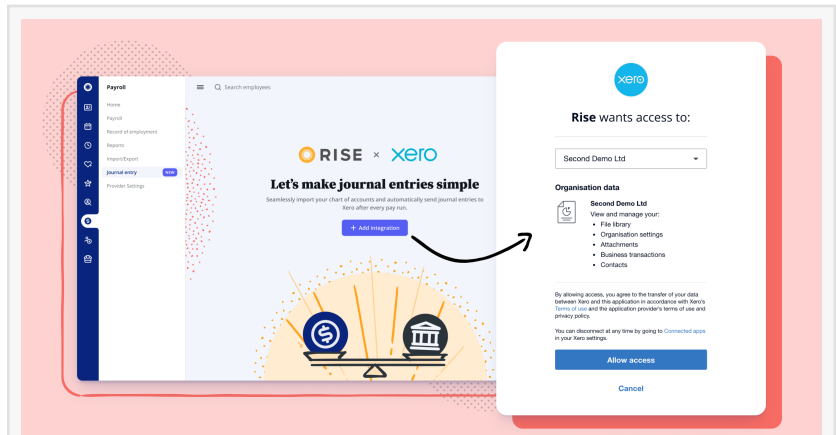 Payroll
Home
Payroll
Record of employment
Reports
Import/Export
Journal entry NEW
Provider Settings
Search employees
RISE × xero
Let's make journal entries simple
Seamlessly import your chart of accounts and automatically send journal entries to
Xero after every pay run.
+ Add integration
xero
Rise wants access to:
Second Demo Ltd
Organisation data
Second Demo Ltd
View and manage your:
• File library
• Organisation settings
• Attachments
• Business transactions
• Contacts
By allowing access, you agree to the transfer of your data
between Xero and this application in accordance with Xero's
Terms of use and the application provider's terms of use and
privacy policy.
You can disconnect at any time by going to Connected apps
in your Xero settings.
Allow access
Cancel